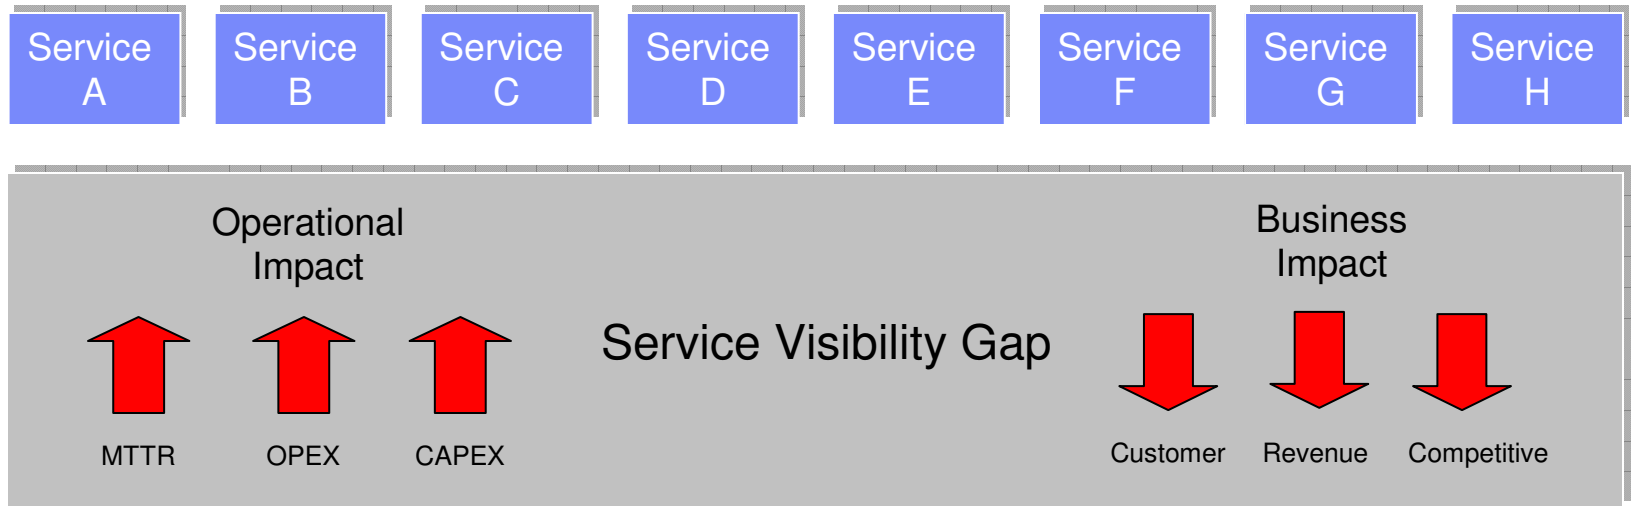 Service
A
Service
B
Service
C
Service
D
Service
E
Service
F
Service
G
Service
H
Operational
Impact
MTTR
OPEX
CAPEX
Service Visibility Gap
Business
Impact
Customer
Revenue
Competitive